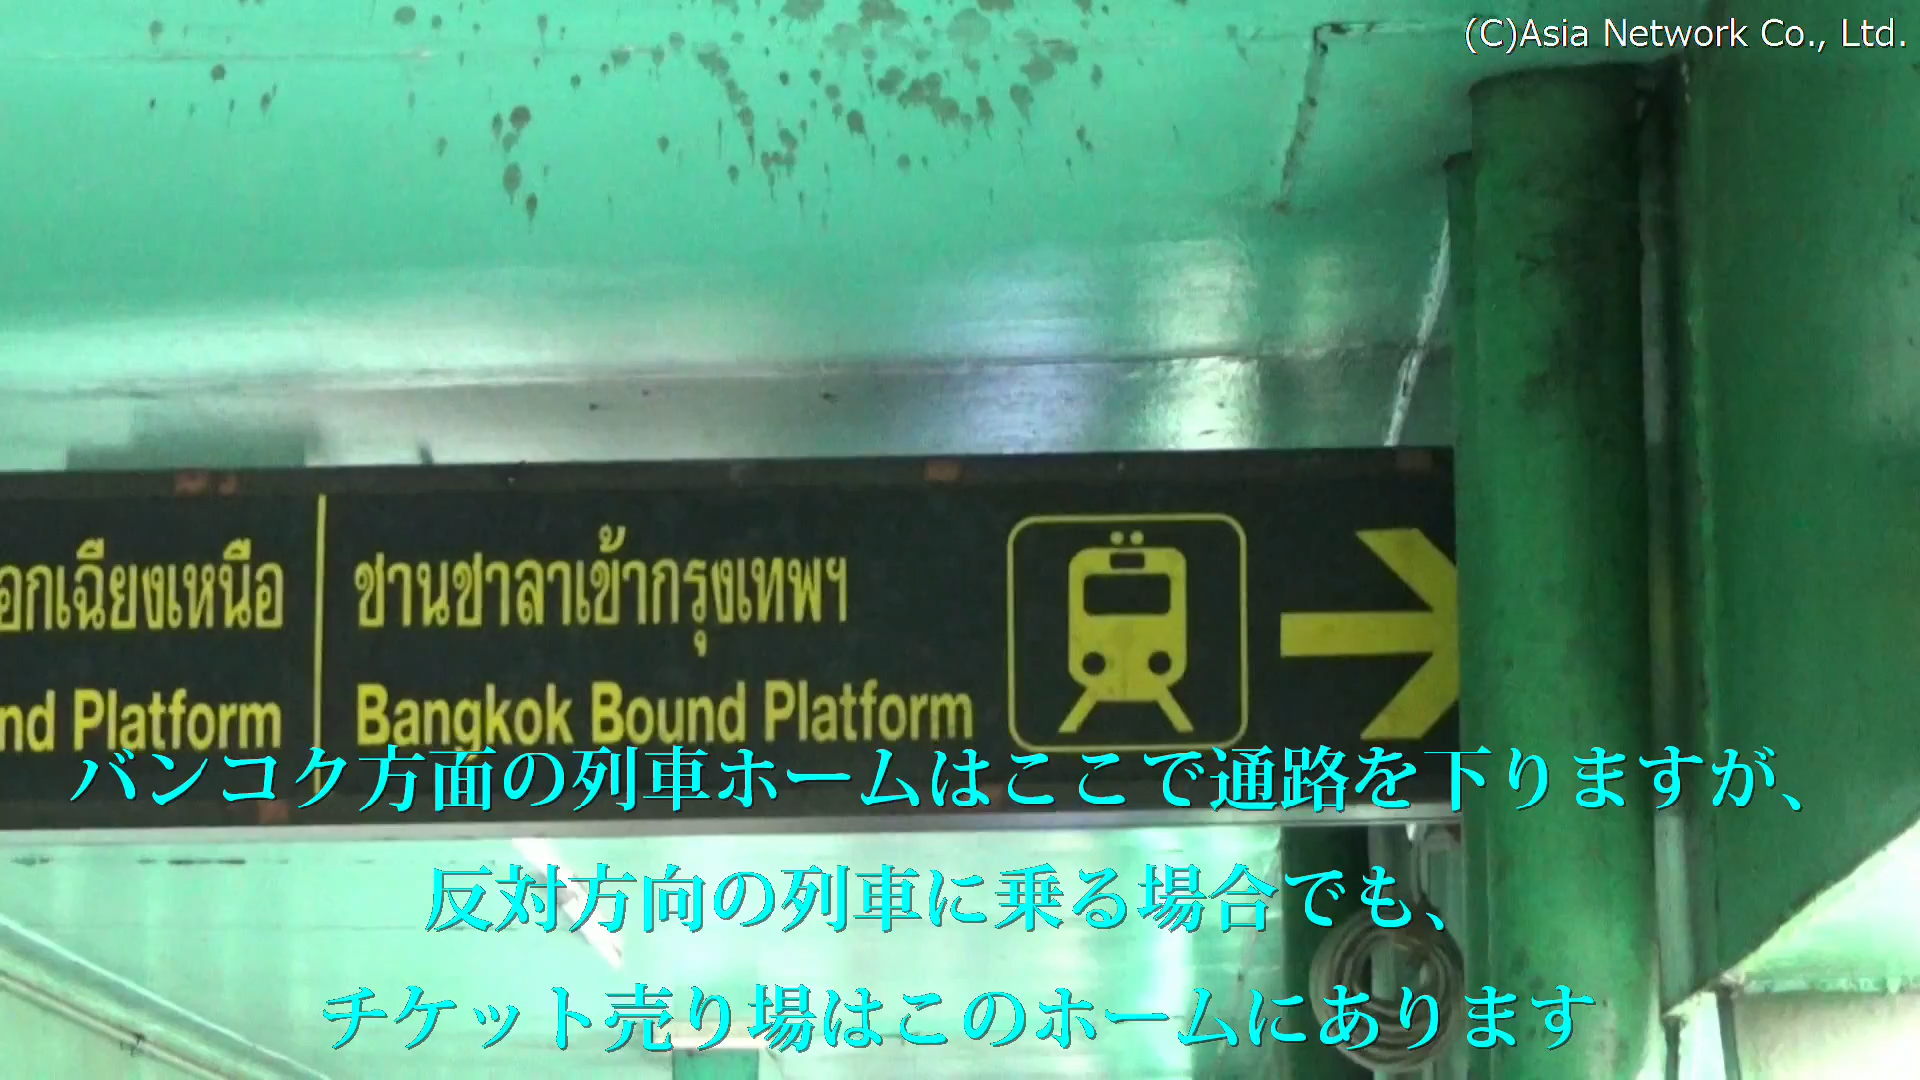 (C)Asia Network Co., Ltd.
อกเฉียงเหนือ
ชานชาลาเข้ากรุงเทพฯ
nd Platform
Bangkok Bound Platform
バンコク方面の列車ホームはここで通路を下りますが、
反対方向の列車に乗る場合でも、
チケット売り場はこのホームにあります